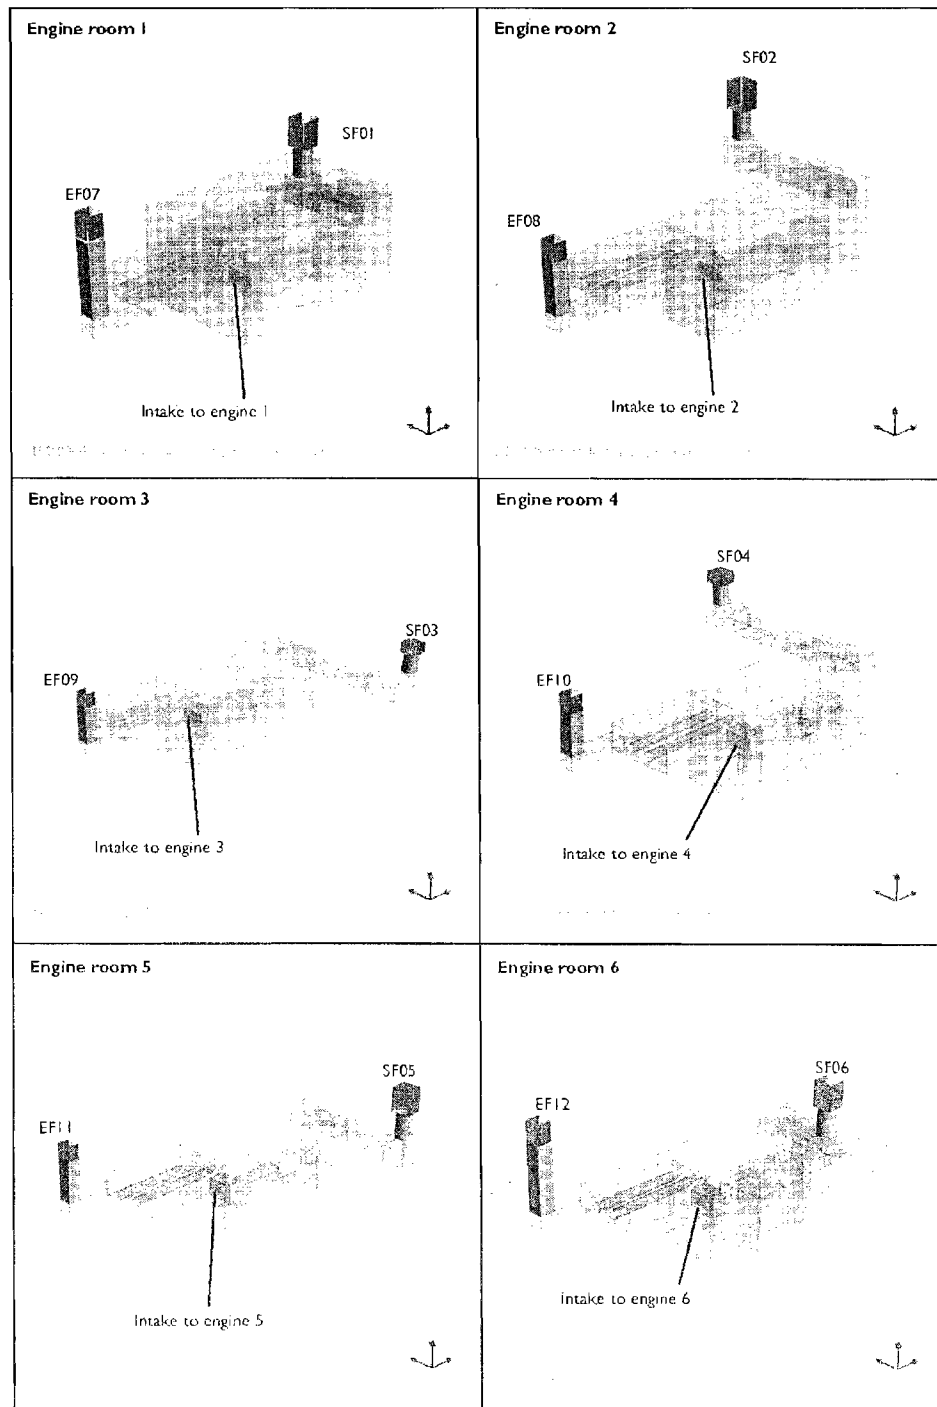 Engine room 1
SF01
EF07
Intake to engine 1
Engine room 2
SF02
EF08
Intake to engine 2
Engine room 3
SF03
EF09
Intake to engine 3
Engine room 4
SF04
EF10
Intake to engine 4
Engine room 5
SF05
EF11
Intake to engine 5
Engine room 6
SF06
EF12
Intake to engine 6